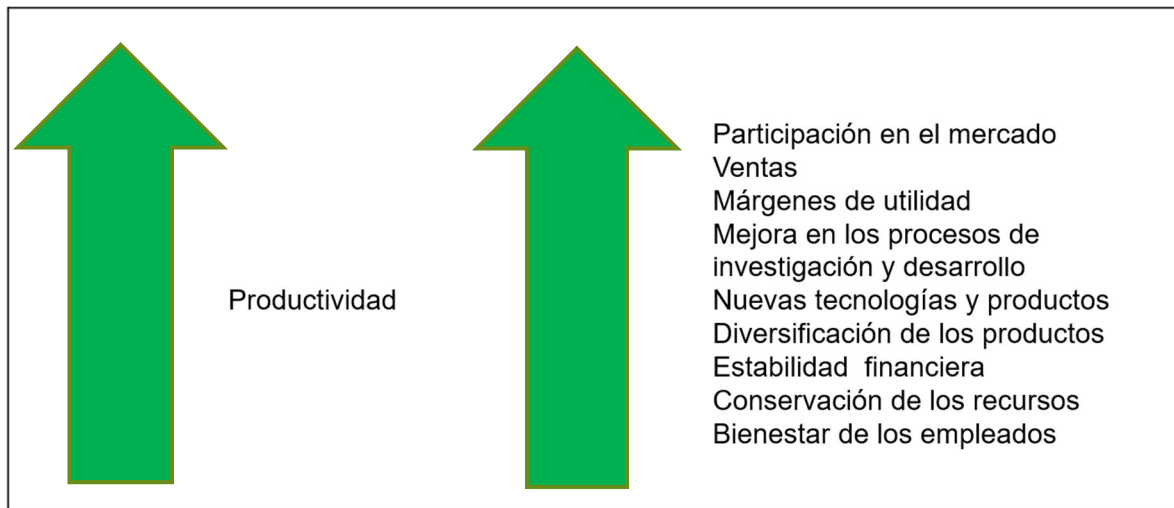 Productividad
Participación en el mercado
Ventas
Márgenes de utilidad
Mejora en los procesos de
investigación y desarrollo
Nuevas tecnologías y productos
Diversificación de los productos
Estabilidad  financiera
Conservación de los recursos
Bienestar de los empleados